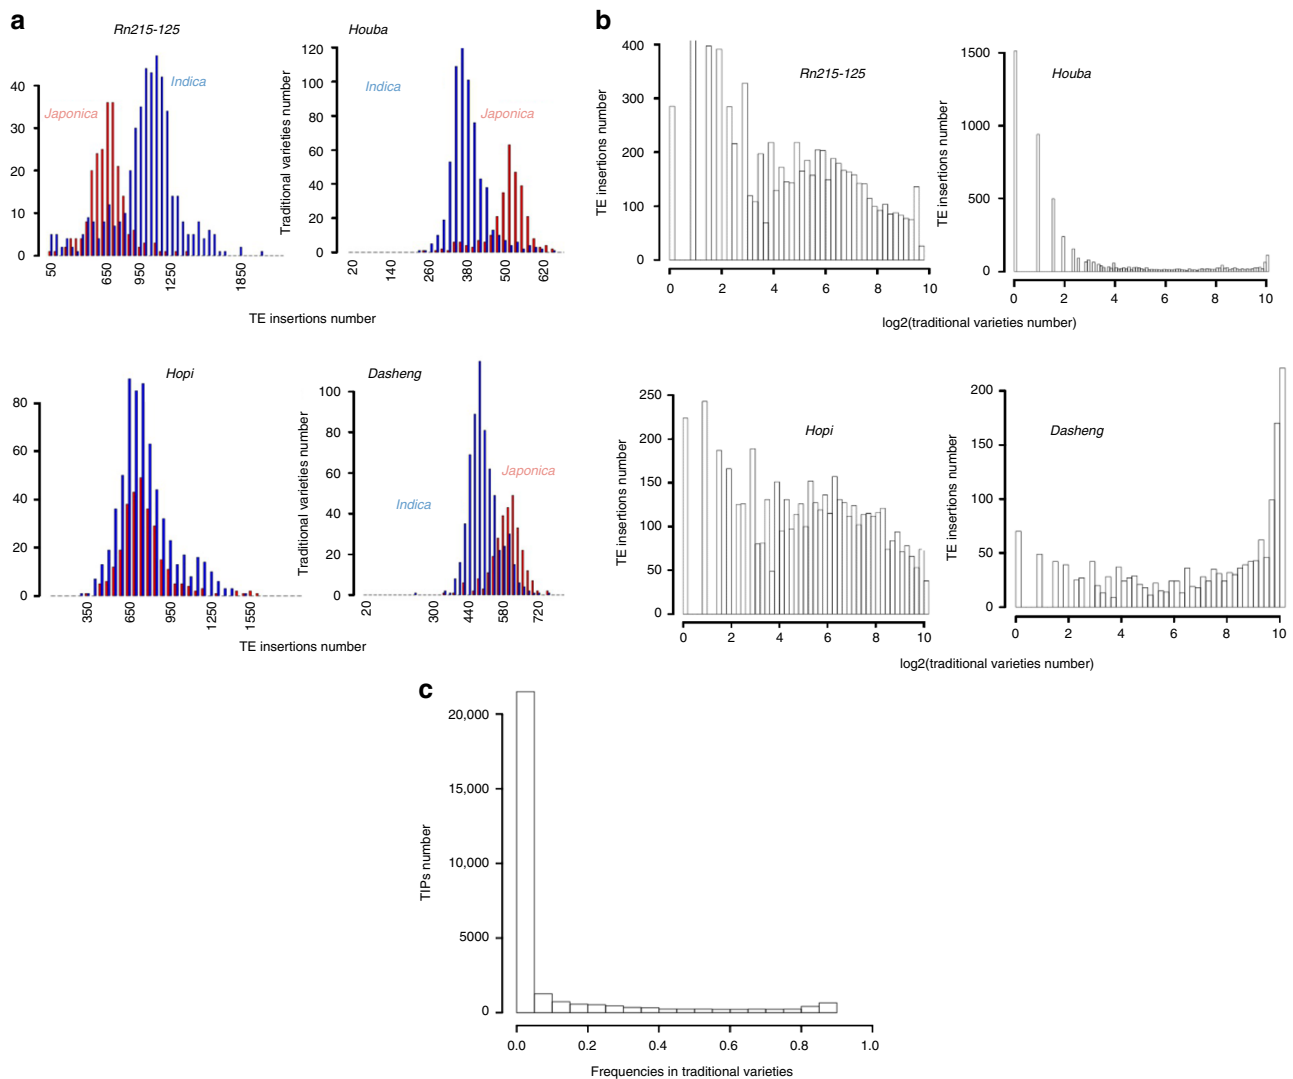 a
Rn215-125
Japonica
Indica
40
30
20
10
0
50
650
950
1250
1850
Houba
Indica
Japonica
Traditional varieties number
120
100
80
60
40
20
0
20
140
260
380
500
620
TE insertions number
Hopi
80
60
40
20
0
350
650
950
1250
1550
Dasheng
Indica
Japonica
Traditional varieties number
100
80
60
40
20
0
20
300
440
580
720
TE insertions number
b
Rn215-125
TE insertions number
400
300
200
100
0
0 2 4 6 8 10
Houba
TE insertions number
1500
1000
500
0
0 2 4 6 8 10
log2(traditional varieties number)
Hopi
TE insertions number
250
200
150
100
50
0
0 2 4 6 8 10
Dasheng
TE insertions number
200
150
100
50
0
0 2 4 6 8 10
log2(traditional varieties number)
c
TIPs number
20,000
15,000
10,000
5000
0
0.0 0.2 0.4 0.6 0.8 1.0
Frequencies in traditional varieties